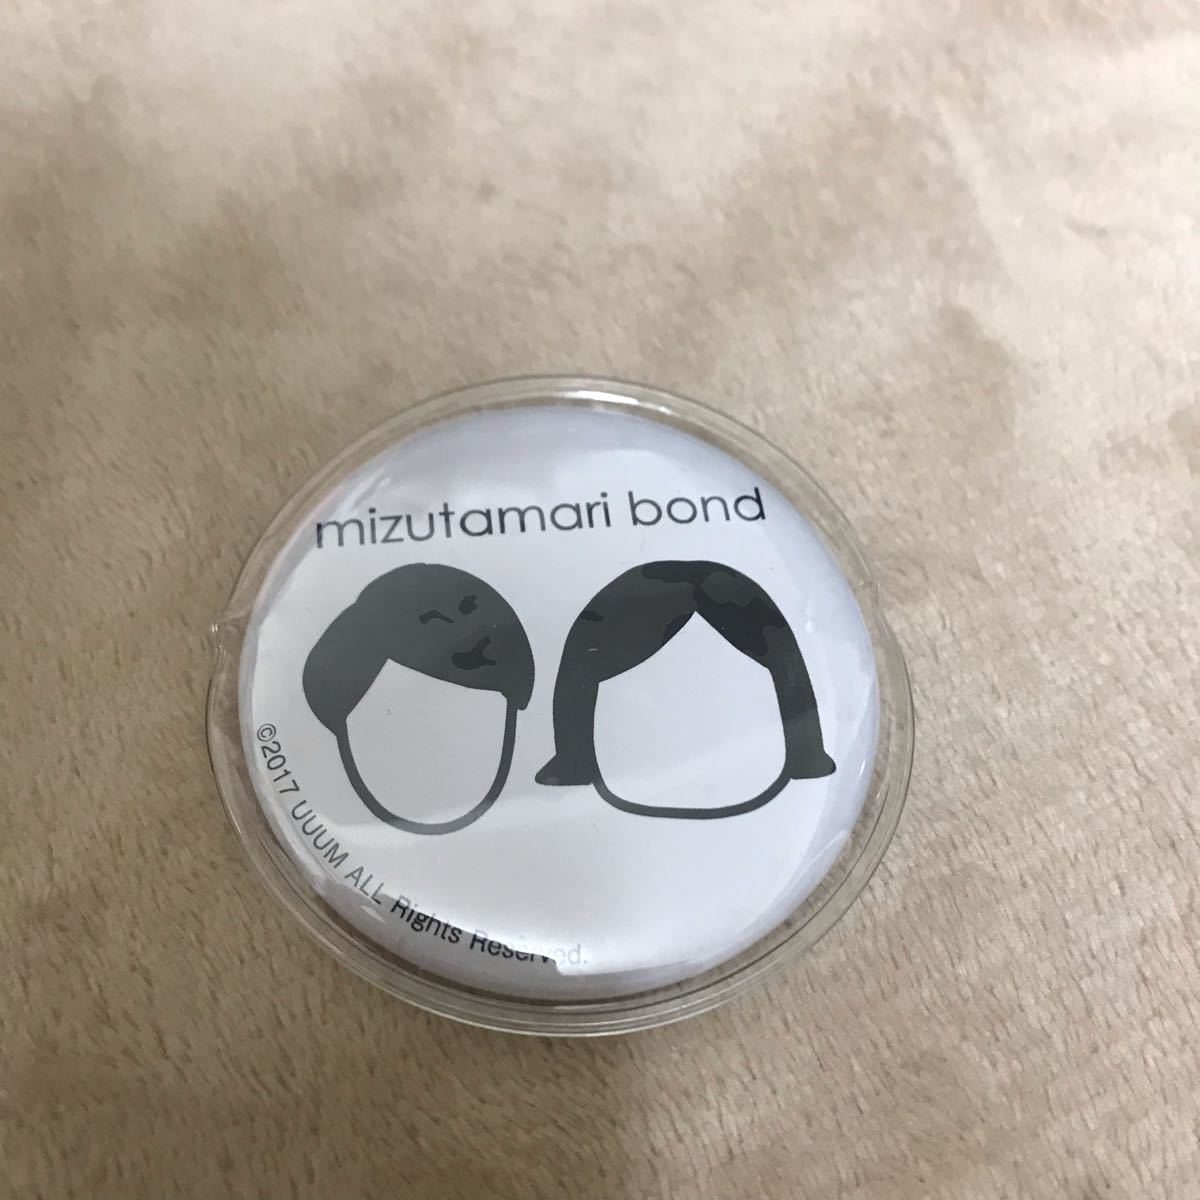 mizutamari bond
©2017 UUUM ALL Rights Reserved.